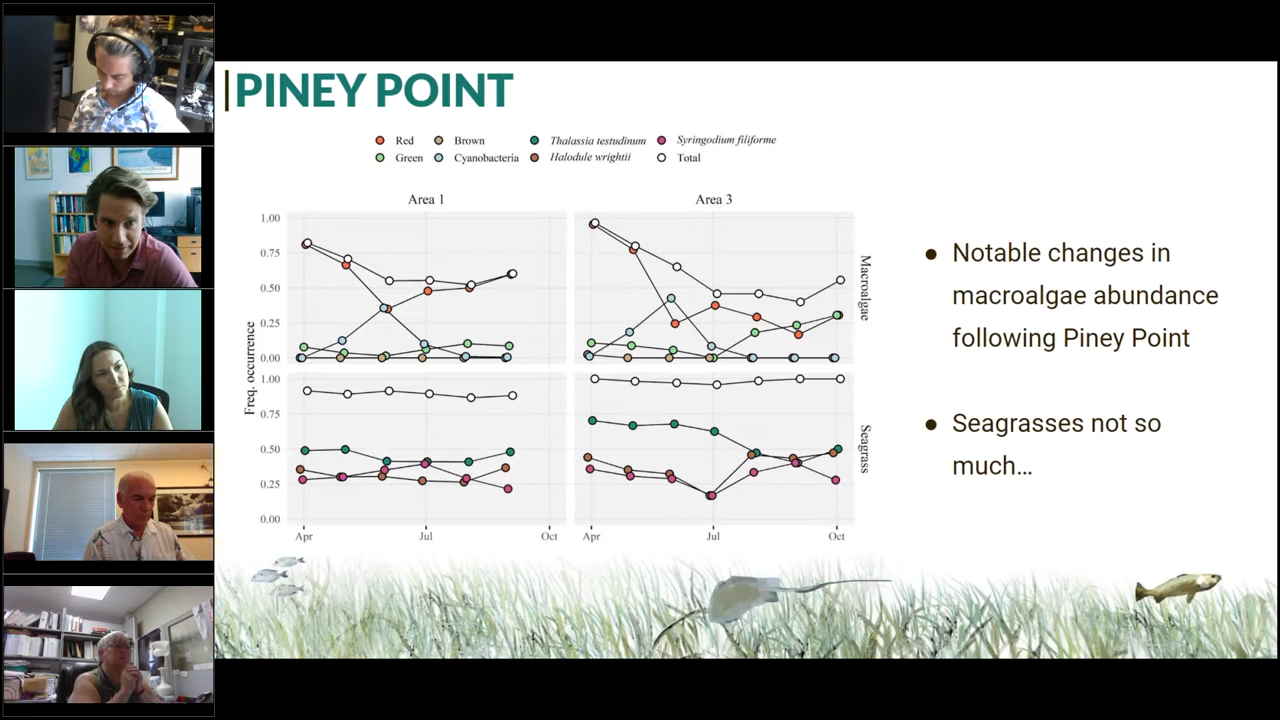 PINEY POINT
Red Brown Thalassia testudinum Syringodium filiforme
Green Cyanobacteria Halodule wrightii Total
Area 1 Area 3
1.00
0.75
0.50
0.25
0.00
Macroalgae
Freq. occurrence
1.00
0.75
0.50
0.25
0.00
Seagrass
Apr Jul Oct Apr Jul Oct
● Notable changes in
macroalgae abundance
following Piney Point
● Seagrasses not so
much...